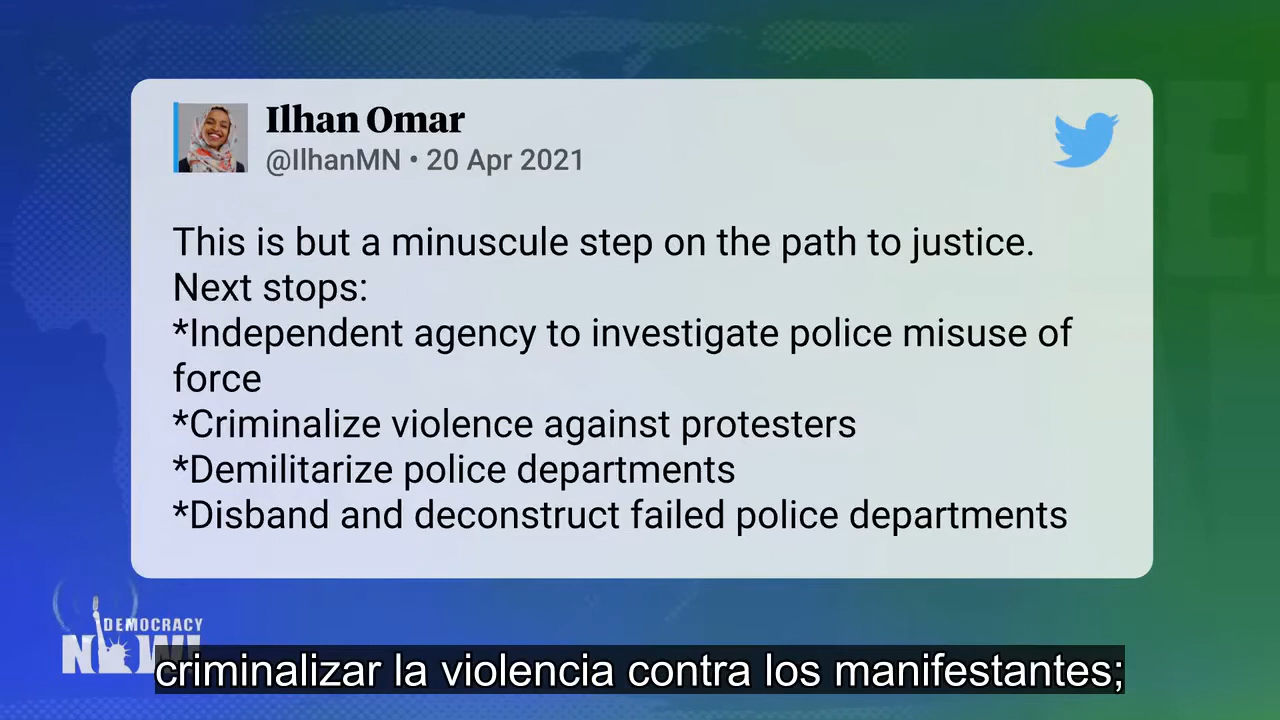 Ilhan Omar
@IlhanMN • 20 Apr 2021
This is but a minuscule step on the path to justice.
Next stops:
*Independent agency to investigate police misuse of
force
*Criminalize violence against protesters
*Demilitarize police departments
*Disband and deconstruct failed police departments
DEMOCRACY
NOW!
criminalizar la violencia contra los manifestantes;